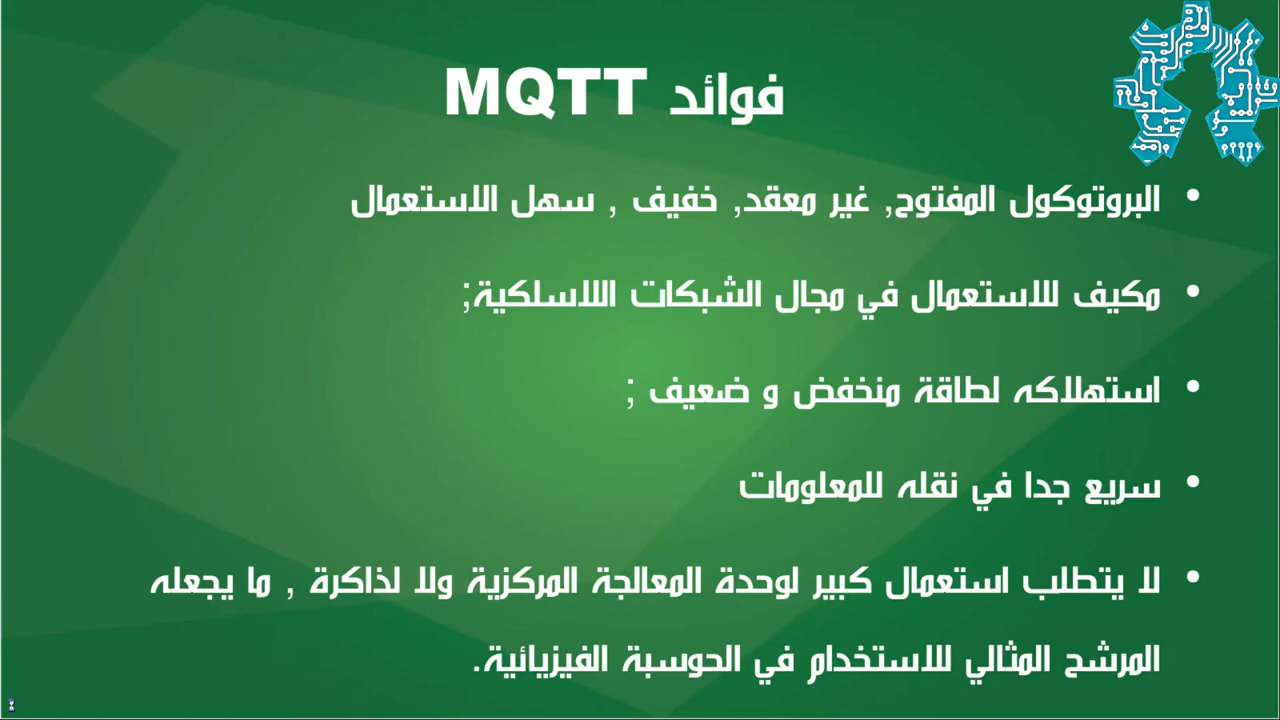 فوائد MQTT
• البروتوكول المفتوح, غير معقد, خفيف , سهل الاستعمال
• مكيف للاستعمال في مجال الشبكات اللاسلكية;
• استهلاكه لطاقة منخفض و ضعيف ;
• سريع جدا في نقله للمعلومات
• لا يتطلب استعمال كبير لوحدة المعالجة المركزية ولا لذاكرة , ما يجعله
المرشح المثالي للاستخدام في الحوسبة الفيزيائية.